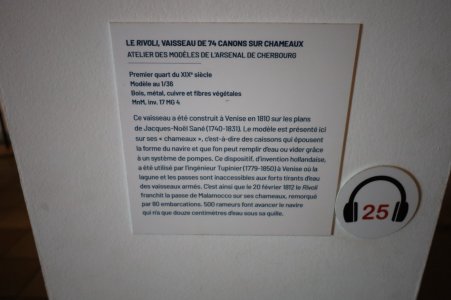 LE RIVOLI, VAISSEAU DE 74 CANONS SUR CHAMEAUX
ATELIER DES MODÈLES DE L'ARSENAL DE CHERBOURG
Premier quart du XIXᵉ siècle
Modèle au 1/36
Bois, métal, cuivre et fibres végétales
MnM, inv. 17 MG 4
Ce vaisseau a été construit à Venise en 1810 sur les plans
de Jacques-Noël Sané (1740-1831). Le modèle est présenté ici
sur ses « chameaux », c'est-à-dire des caissons qui épousent
la forme du navire et que l'on peut remplir d'eau ou vider grâce
à un système de pompes. Ce dispositif, d'invention hollandaise,
a été utilisé par l'ingénieur Tupinier (1779-1850) à Venise où la
lagune et les passes sont inaccessibles aux forts tirants d'eau
des vaisseaux armés. C'est ainsi que le 20 février 1812 le Rivoli
franchit la passe de Malamocco sur ses chameaux, remorqué
par 80 embarcations. 500 rameurs font avancer le navire
qui n'a que douze centimètres d'eau sous sa quille.
25